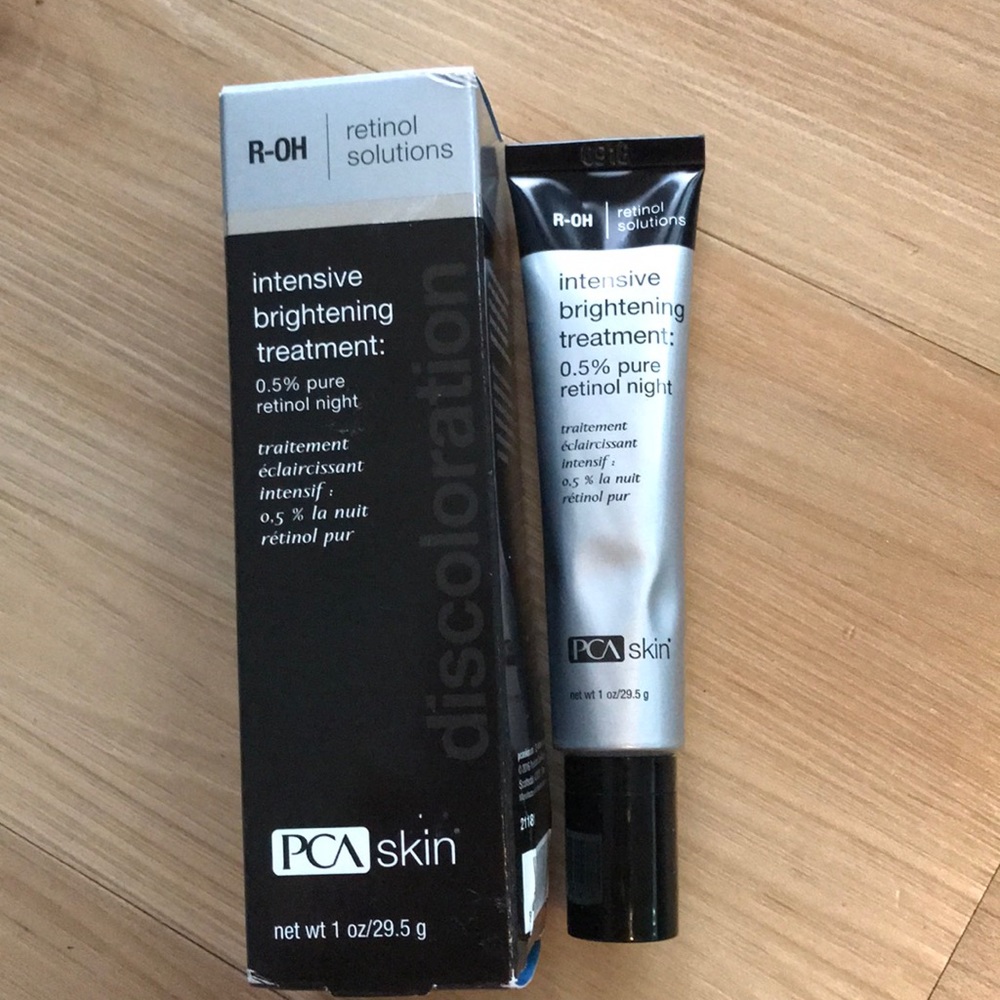 R-OH
retinol
solutions
intensive
brightening
treatment:
0.5% pure
retinol night
traitement
éclaircissant
intensif :
0,5 % la nuit
rétinol pur
discoloration
PCA skin
net wt 1 oz/29.5 g
2118
0918
R-OH
retinol
solutions
intensive
brightening
treatment:
0.5% pure
retinol night
traitement
éclaircissant
intensif :
0,5 % la nuit
rétinol pur
PCA skin
net wt 1 oz/29.5 g